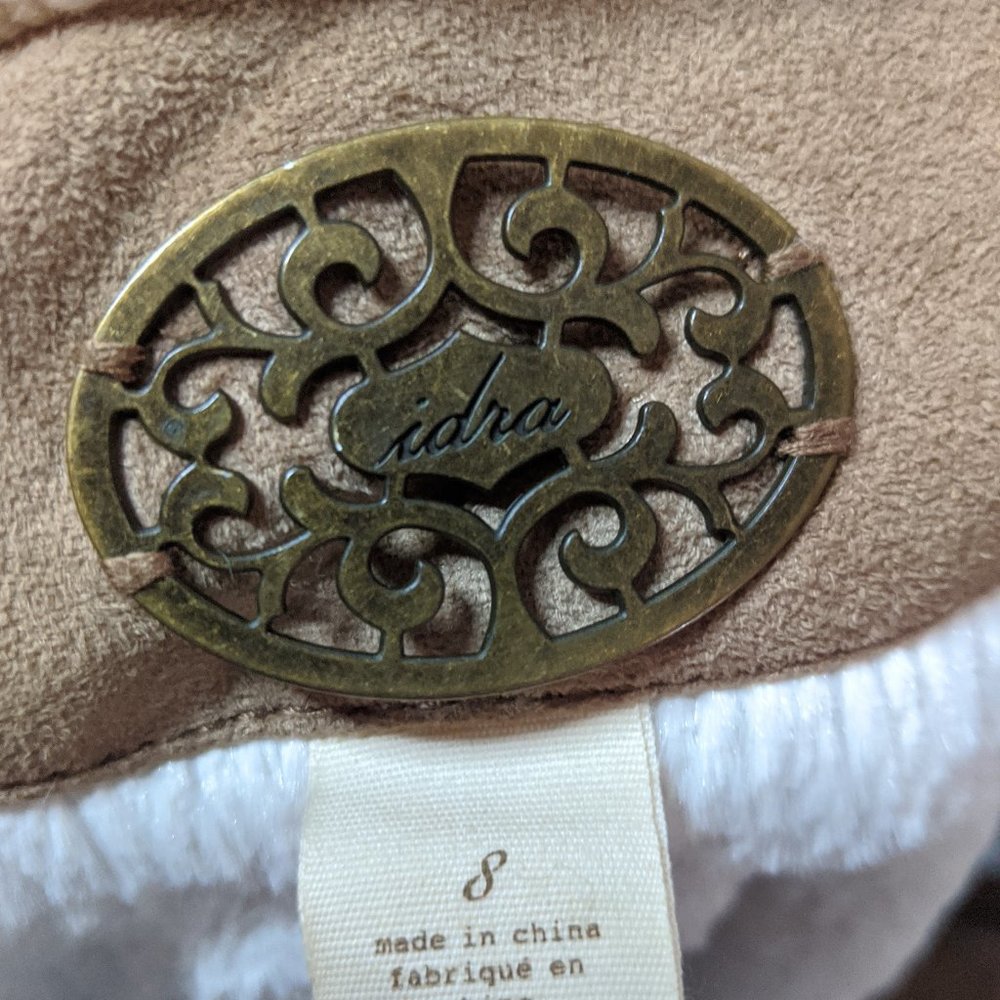 idra
8
made in china
fabriqué en